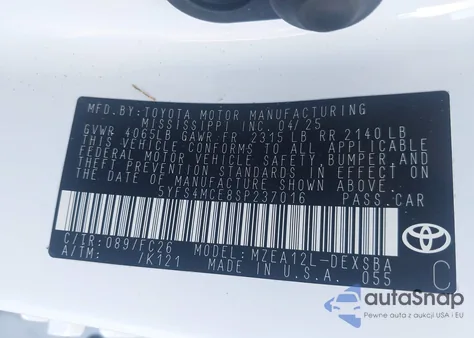 MFD.BY:TOYOTA MOTOR MANUFACTURING
MISSISSIPPI, INC. 04/25
GVWR 4065LB GAWR FR 2315 LB RR 2140 LB
THIS VEHICLE CONFORMS TO ALL APPLICABLE
FEDERAL MOTOR VEHICLE SAFETY, BUMPER, AND
THEFT PREVENTION STANDARDS IN EFFECT ON
THE DATE OF MANUFACTURE SHOWN ABOVE.
5YFS4MCE8SP237016 PASS.CAR
C/TR: 089/FC26 MODEL: MZEA12L-DEXSBA
A/TM: /K121 MADE IN U.S.A. 055
TOYOTA
C
autoSnap
Pewne auta z aukcji USA i EU